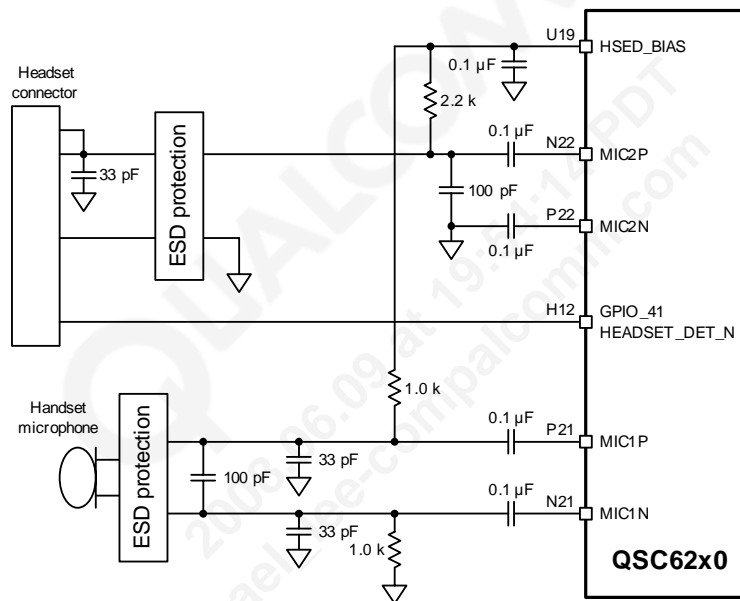 U19
HSED_BIAS
Headset
connector
0.1 µF
2.2 k
0.1 µF
N22
MIC2P
33 pF
ESD protection
100 pF
P22
MIC2N
0.1 µF
H12
GPIO_41
HEADSET_DET_N
1.0 k
Handset
microphone
0.1 µF
P21
MIC1P
ESD protection
33 pF
100 pF
0.1 µF
N21
MIC1N
33 pF
1.0 k
QSC62x0
QUALCOMM